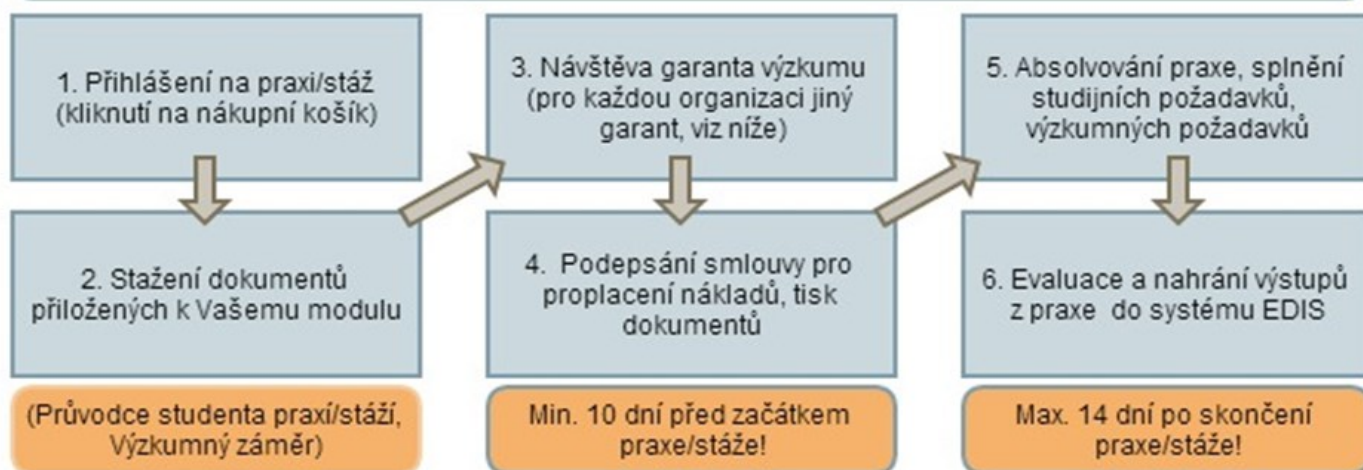 1. Přihlášení na praxi/stáž
(kliknutí na nákupní košík)
2. Stažení dokumentů
přiložených k Vašemu modulu
(Průvodce studenta praxí/stáží,
Výzkumný záměr)
3. Návštěva garanta výzkumu
(pro každou organizaci jiný
garant, viz níže)
4. Podepsání smlouvy pro
proplacení nákladů, tisk
dokumentů
Min. 10 dní před začátkem
praxe/stáže!
5. Absolvování praxe, splnění
studijních požadavků,
výzkumných požadavků
6. Evaluace a nahrání výstupů
z praxe do systému EDIS
Max. 14 dní po skončení
praxe/stáže!